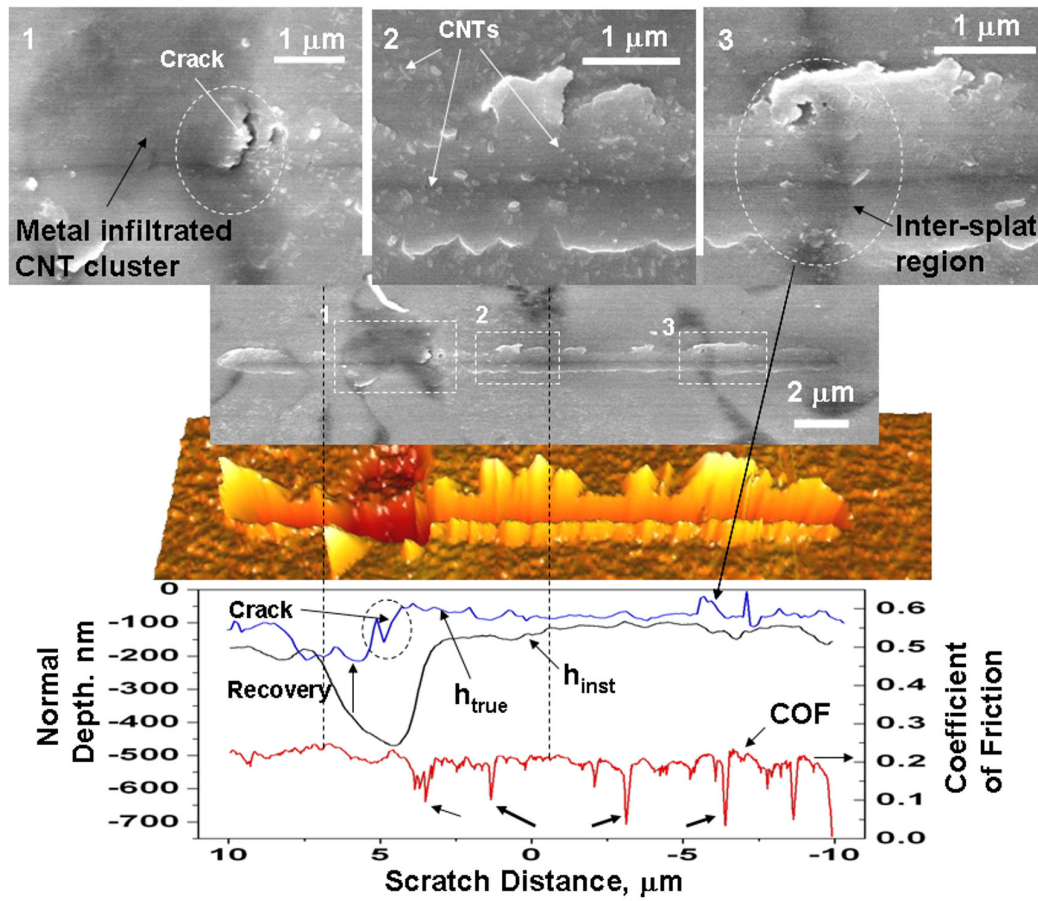 1
Crack
1 μm
Metal infiltrated
CNT cluster
2
CNTs
1 μm
3
1 μm
Inter-splat
region
1
2
3
2 μm
Normal
Depth. nm
0
-100
-200
-300
-400
-500
-600
-700
Crack
Recovery
htrue
hinst
COF
0.6
0.5
0.4
0.3
0.2
0.1
0.0
Coefficient
of Friction
10
5
0
-5
-10
Scratch Distance, μm